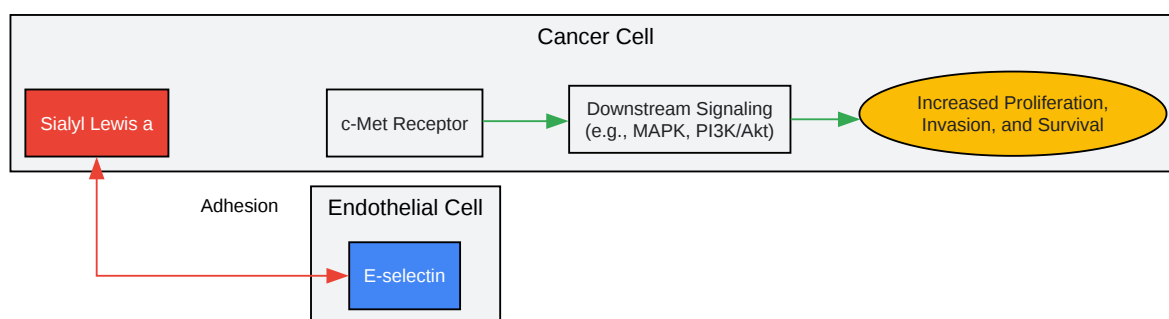 Cancer Cell
Sialyl Lewis a
c-Met Receptor
Downstream Signaling
(e.g., MAPK, PI3K/Akt)
Increased Proliferation,
Invasion, and Survival
Adhesion
Endothelial Cell
E-selectin